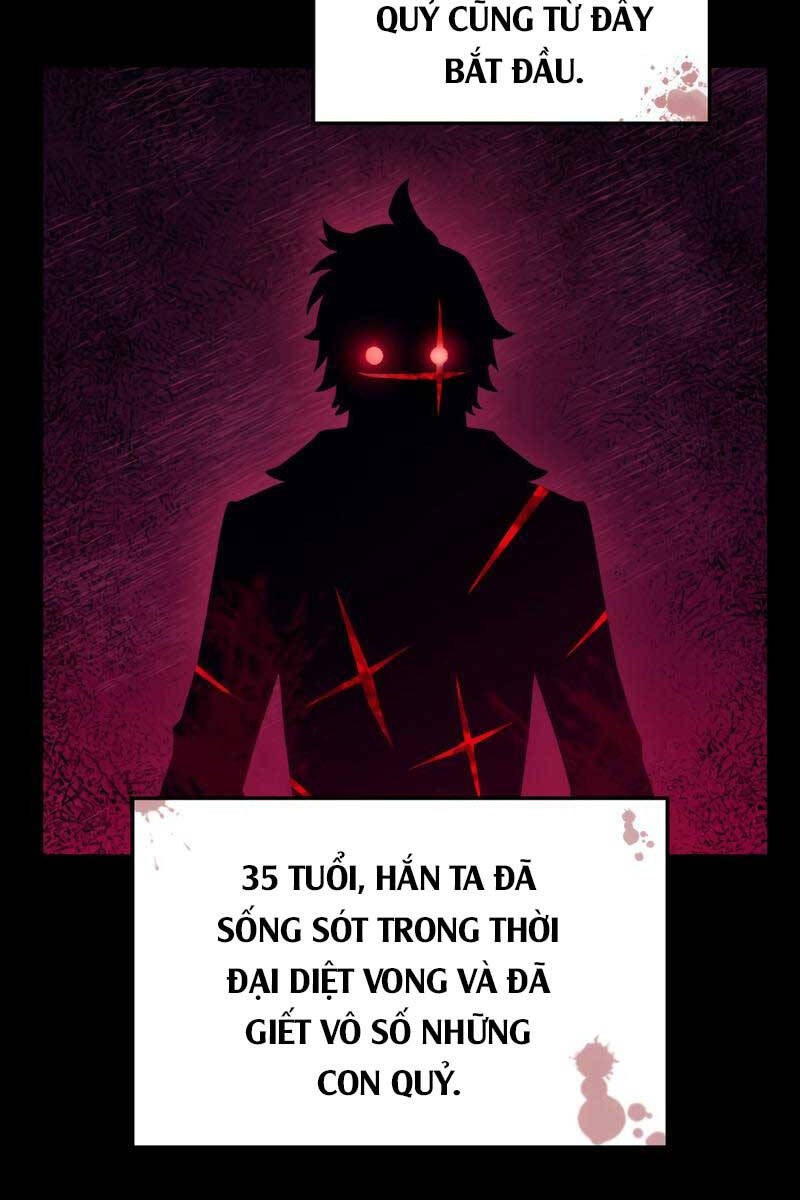 QUỶ CŨNG TỪ ĐÂY
BẮT ĐẦU.
35 TUỔI, HẮN TA ĐÃ
SỐNG SÓT TRONG THỜI
ĐẠI DIỆT VONG VÀ ĐÃ
GIẾT VÔ SỐ NHỮNG
CON QUỶ.